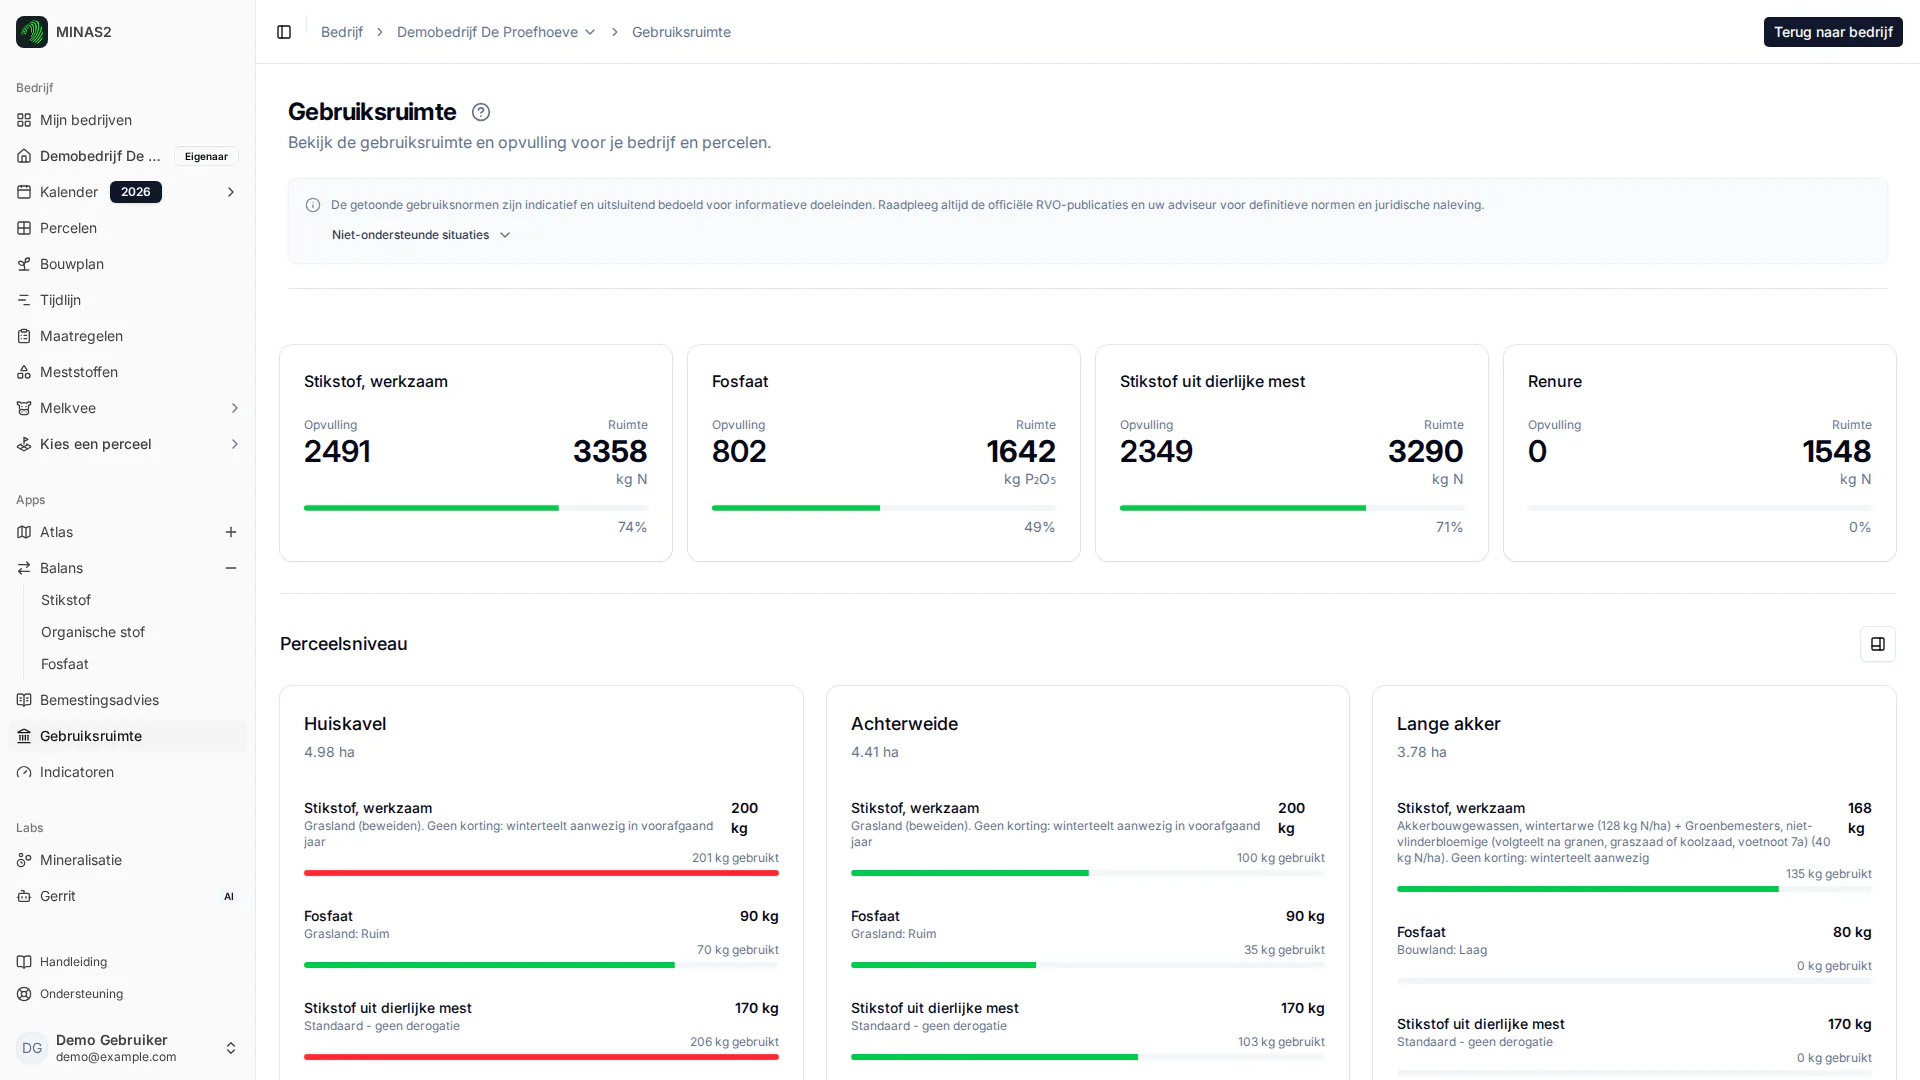 MINAS2
Bedrijf
Mijn bedrijven
Demobedrijf De ... Eigenaar
Kalender 2026
Percelen
Bouwplan
Tijdlijn
Maatregelen
Meststoffen
Melkvee
Kies een perceel
Apps
Atlas
Balans
Stikstof
Organische stof
Fosfaat
Bemestingsadvies
Gebruiksruimte
Indicatoren
Labs
Mineralisatie
Gerrit AI
Handleiding
Ondersteuning
DG
Demo Gebruiker
demo@example.com
Bedrijf
Demobedrijf De Proefhoeve
Gebruiksruimte
Terug naar bedrijf
Gebruiksruimte
Bekijk de gebruiksruimte en opvulling voor je bedrijf en percelen.
De getoonde gebruiksnormen zijn indicatief en uitsluitend bedoeld voor informatieve doeleinden. Raadpleeg altijd de officiële RVO-publicaties en uw adviseur voor definitieve normen en juridische naleving.
Niet-ondersteunde situaties
Stikstof, werkzaam
Opvulling Ruimte
2491 3358
kg N
74%
Fosfaat
Opvulling Ruimte
802 1642
kg P₂O₅
49%
Stikstof uit dierlijke mest
Opvulling Ruimte
2349 3290
kg N
71%
Renure
Opvulling Ruimte
0 1548
kg N
0%
Perceelsniveau
Huiskavel
4.98 ha
Stikstof, werkzaam 200 kg
Grasland (beweiden). Geen korting: winterteelt aanwezig in voorafgaand
jaar
201 kg gebruikt
Fosfaat 90 kg
Grasland: Ruim
70 kg gebruikt
Stikstof uit dierlijke mest 170 kg
Standaard - geen derogatie
206 kg gebruikt
Achterweide
4.41 ha
Stikstof, werkzaam 200 kg
Grasland (beweiden). Geen korting: winterteelt aanwezig in voorafgaand
jaar
100 kg gebruikt
Fosfaat 90 kg
Grasland: Ruim
35 kg gebruikt
Stikstof uit dierlijke mest 170 kg
Standaard - geen derogatie
103 kg gebruikt
Lange akker
3.78 ha
Stikstof, werkzaam 168 kg
Akkerbouwgewassen, wintertarwe (128 kg N/ha) + Groenbemesters, niet-
vlinderbloemige (volgteelt na granen, graszaad of koolzaad, voetnoot 7a) (40
kg N/ha). Geen korting: winterteelt aanwezig
135 kg gebruikt
Fosfaat 80 kg
Bouwland: Laag
0 kg gebruikt
Stikstof uit dierlijke mest 170 kg
Standaard - geen derogatie
0 kg gebruikt